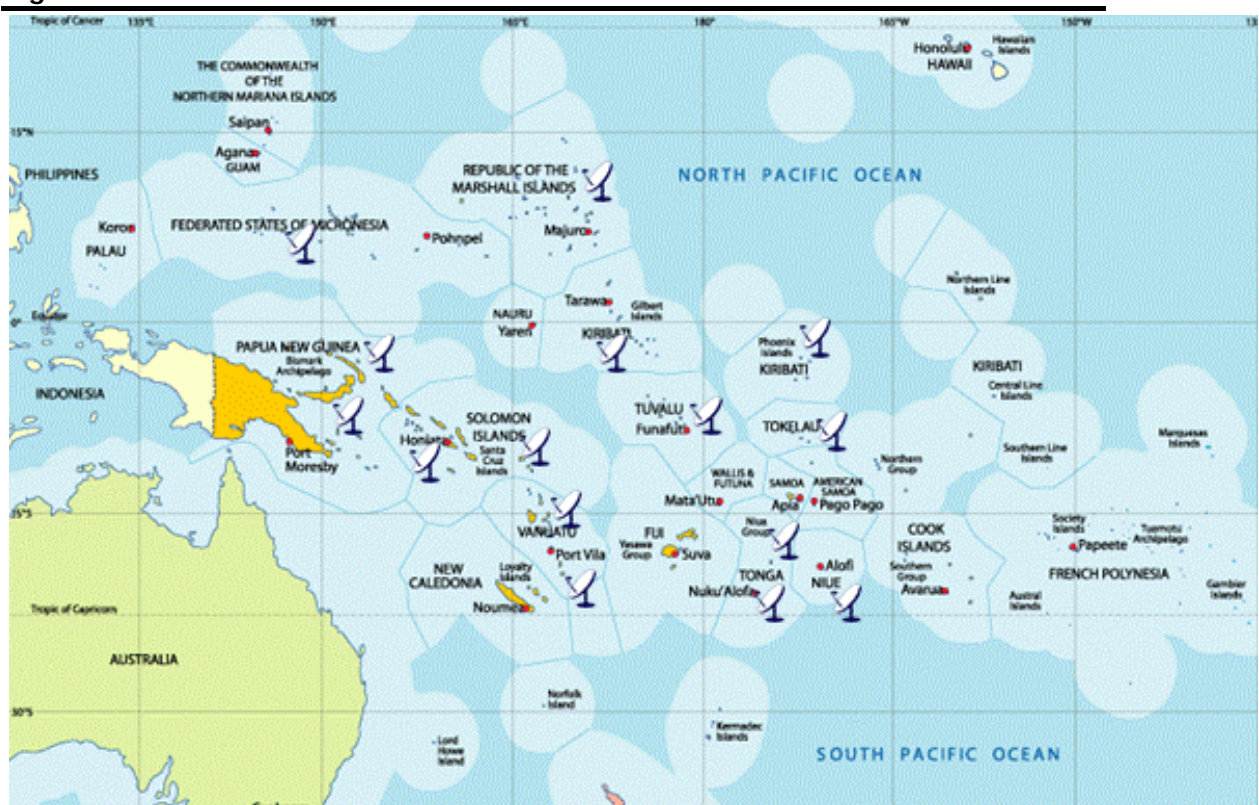 Tropic of Cancer
135°E
150°E
165°E
180°
165°W
150°W
Honolulu
HAWAII
Hawaiian
Islands
THE COMMONWEALTH
OF THE
NORTHERN MARIANA ISLANDS
Saipan
15°N
Agana
GUAM
PHILIPPINES
REPUBLIC OF THE
MARSHALL ISLANDS
NORTH PACIFIC OCEAN
Koror
PALAU
FEDERATED STATES OF MICRONESIA
Pohnpei
Majuro
Northern Line
Islands
Tarawa
Gilbert
Islands
Equator
0°
NAURU
Yaren
KIRIBATI
PAPUA NEW GUINEA
Bismark
Archipelago
Phoenix
Islands
KIRIBATI
KIRIBATI
Central Line
Islands
INDONESIA
TUVALU
Funafuti
TOKELAU
SOLOMON
ISLANDS
Honiara
Santa
Cruz
Islands
Port
Moresby
Southern Line
Islands
Marquesas
Islands
Northern
Group
WALLIS &
FUTUNA
SAMOA
AMERICAN
SAMOA
Mata'Utu
Apia
Pago Pago
15°S
VANUATU
Port Vila
FIJI
Yasawa
Group
Suva
Niua
Group
COOK
ISLANDS
Society
Islands
Tuamotu
Archipelago
Papeete
FRENCH POLYNESIA
NEW
CALEDONIA
Loyalty
Islands
Noumea
TONGA
Nuku'Alofa
Alofi
NIUE
Southern
Group
Avarua
Austral
Islands
Gambier
Islands
Tropic of Capricorn
AUSTRALIA
30°S
Norfolk
Island
Kermadec
Islands
Lord
Howe
Island
SOUTH PACIFIC OCEAN